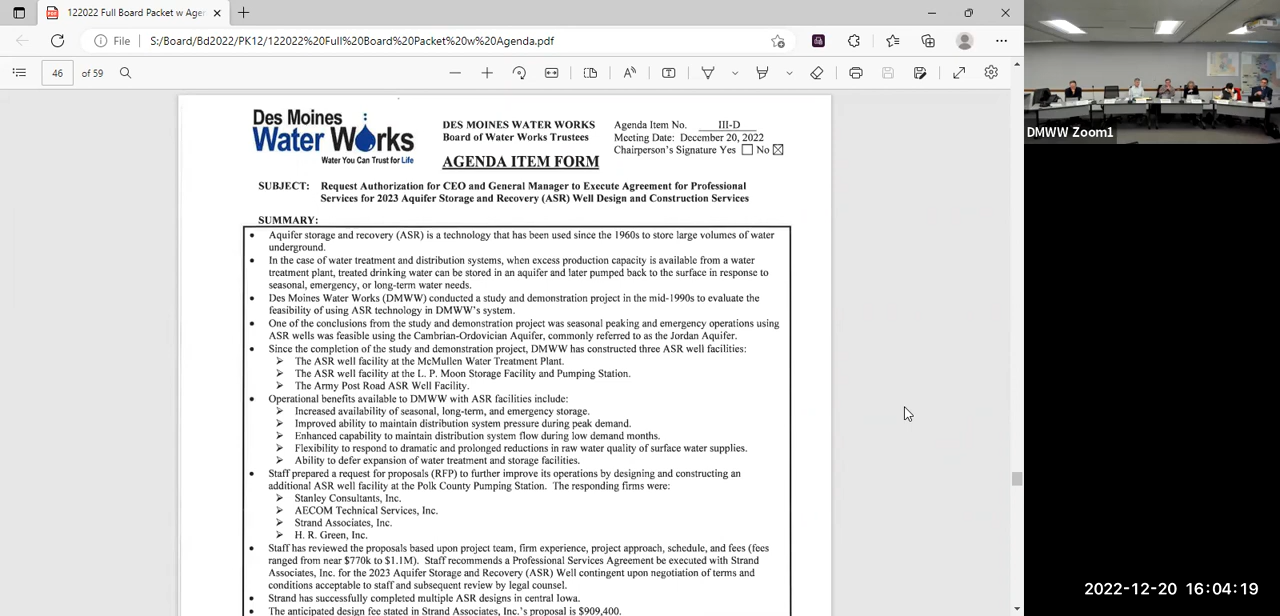 122022 Full Board Packet w Ager
File
S:/Board/Bd2022/PK12/122022%20Full%20Board%20Packet%20w%20Agenda.pdf
46 of 59
Des Moines
Water Works
Water You Can Trust for Life
DES MOINES WATER WORKS
Board of Water Works Trustees
AGENDA ITEM FORM
Agenda Item No. III-D
Meeting Date: December 20, 2022
Chairperson's Signature Yes ☐ No ☒
SUBJECT: Request Authorization for CEO and General Manager to Execute Agreement for Professional
Services for 2023 Aquifer Storage and Recovery (ASR) Well Design and Construction Services
SUMMARY:
• Aquifer storage and recovery (ASR) is a technology that has been used since the 1960s to store large volumes of water
underground.
• In the case of water treatment and distribution systems, when excess production capacity is available from a water
treatment plant, treated drinking water can be stored in an aquifer and later pumped back to the surface in response to
seasonal, emergency, or long-term water needs.
• Des Moines Water Works (DMWW) conducted a study and demonstration project in the mid-1990s to evaluate the
feasibility of using ASR technology in DMWW's system.
• One of the conclusions from the study and demonstration project was seasonal peaking and emergency operations using
ASR wells was feasible using the Cambrian-Ordovician Aquifer, commonly referred to as the Jordan Aquifer.
• Since the completion of the study and demonstration project, DMWW has constructed three ASR well facilities:
➢ The ASR well facility at the McMullen Water Treatment Plant.
➢ The ASR well facility at the L. P. Moon Storage Facility and Pumping Station.
➢ The Army Post Road ASR Well Facility.
• Operational benefits available to DMWW with ASR facilities include:
➢ Increased availability of seasonal, long-term, and emergency storage.
➢ Improved ability to maintain distribution system pressure during peak demand.
➢ Enhanced capability to maintain distribution system flow during low demand months.
➢ Flexibility to respond to dramatic and prolonged reductions in raw water quality of surface water supplies.
➢ Ability to defer expansion of water treatment and storage facilities.
• Staff prepared a request for proposals (RFP) to further improve its operations by designing and constructing an
additional ASR well facility at the Polk County Pumping Station. The responding firms were:
➢ Stanley Consultants, Inc.
➢ AECOM Technical Services, Inc.
➢ Strand Associates, Inc.
➢ H. R. Green, Inc.
• Staff has reviewed the proposals based upon project team, firm experience, project approach, schedule, and fees (fees
ranged from near $770k to $1.1M). Staff recommends a Professional Services Agreement be executed with Strand
Associates, Inc. for the 2023 Aquifer Storage and Recovery (ASR) Well contingent upon negotiation of terms and
conditions acceptable to staff and subsequent review by legal counsel.
• Strand has successfully completed multiple ASR designs in central Iowa.
• The anticipated design fee stated in Strand Associates, Inc.'s proposal is $909,400.
DMWW Zoom1
2022-12-20 16:04:19